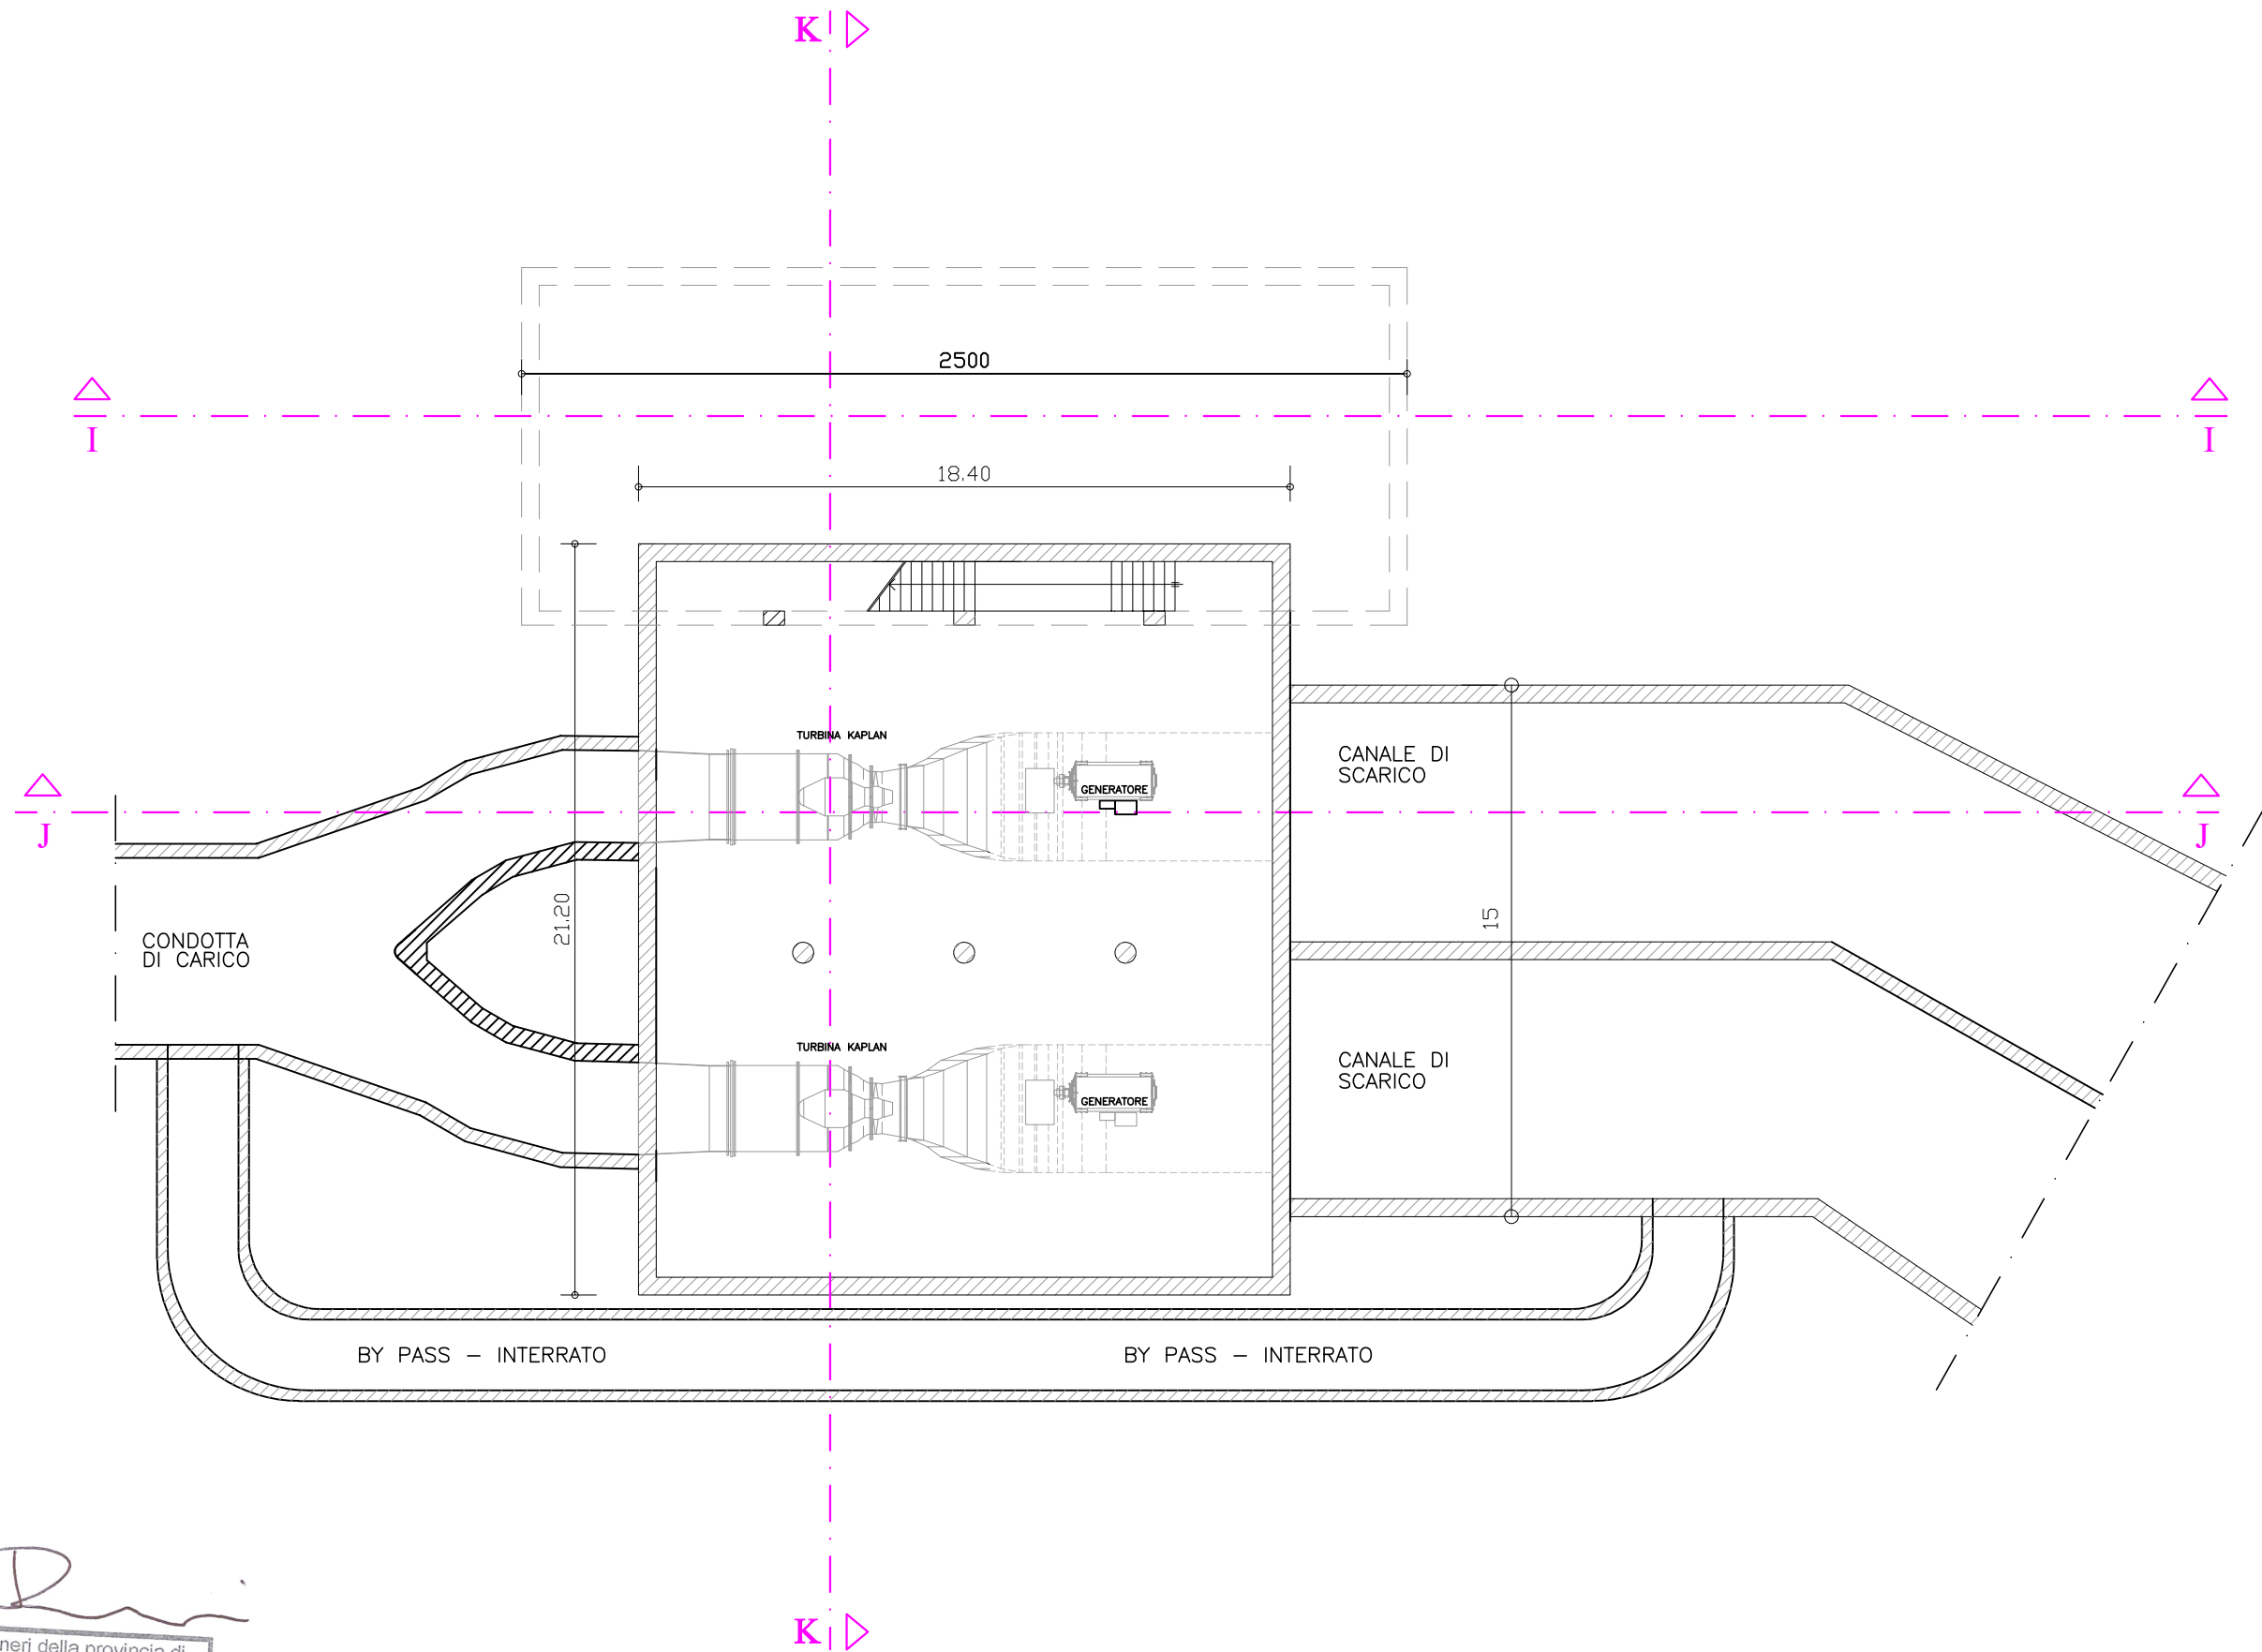 K
2500
I
I
18.40
TURBINA KAPLAN
CANALE DI
SCARICO
GENERATORE
J
J
21.20
15
CONDOTTA
DI CARICO
TURBINA KAPLAN
CANALE DI
SCARICO
GENERATORE
BY PASS – INTERRATO
BY PASS – INTERRATO
K
della provincia di